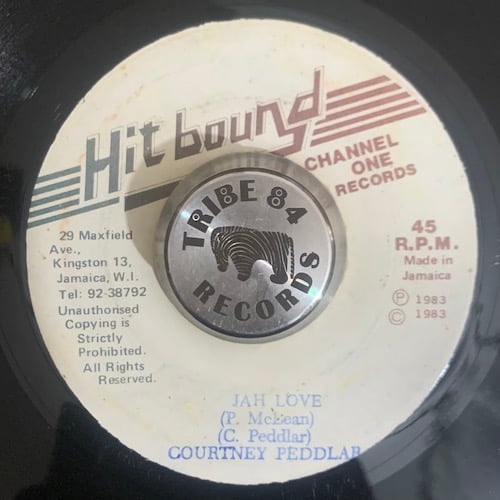 Hit bound
CHANNEL
ONE
RECORDS
29 Maxfield
Ave.,
Kingston 13,
Jamaica, W.I.
Tel: 92-38792
Unauthorised
Copying is
Strictly
Prohibited.
All Rights
Reserved.
TRIBE 84
RECORDS
45
R.P.M.
Made in
Jamaica
Ⓟ 1983
© 1983
JAH LOVE
(P. McLean)
(C. Peddlar)
COURTNEY PEDDLAR